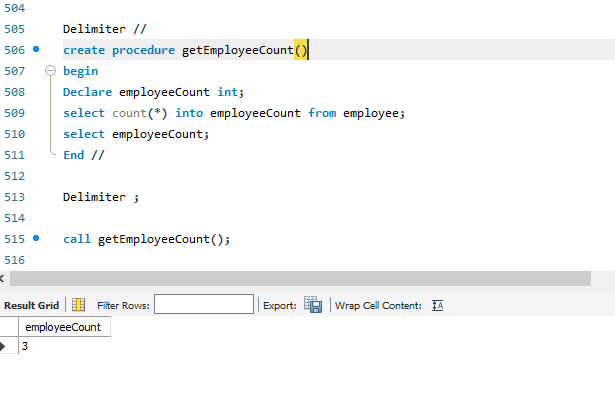 504
505 Delimiter //
506 create procedure getEmployeeCount()
507 begin
508 Declare employeeCount int;
509 select count(*) into employeeCount from employee;
510 select employeeCount;
511 End //
512
513 Delimiter ;
514
515 call getEmployeeCount();
516
Result Grid Filter Rows: Export: Wrap Cell Content: IA
employeeCount
3